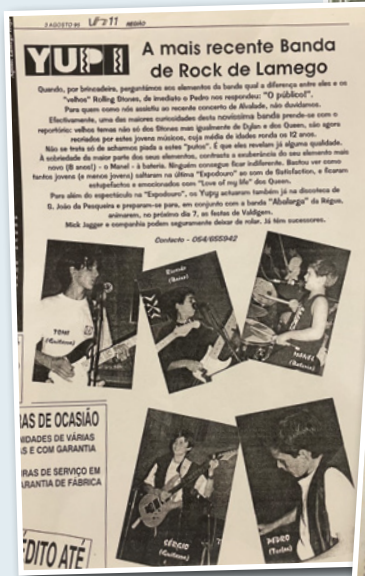 3 AGOSTO 95
REGIÃO
YUPI
A mais recente Banda
de Rock de Lamego
Quando, por brincadeira, perguntámos aos elementos da banda qual a diferença entre eles e os
"velhos" Rolling Stones, de imediato o Pedro nos respondeu: "O público!".
Para quem como nós assistiu ao recente concerto de Alvalade, não duvidamos.
Efectivamente, uma das maiores curiosidades desta novíssima banda prende-se com o
reportório: velhos temas não só dos Stones mas igualmente de Dylan e dos Queen, são agora
recriados por estes jovens músicos, cuja média de idades ronda os 12 anos.
Não se trata só de acharmos piada a estes "putos". É que eles revelam já alguma qualidade.
À sobriedade da maior parte dos seus elementos, contrasta a exuberância do seu elemento mais
novo (8 anos!) - o Manel - à bateria. Ninguém consegue ficar indiferente. Bastou ver como
tantos jovens (e menos jovens) saltaram na última "Expodouro" ao som de Satisfaction, e ficaram
estupefactos e emocionados com "Love of my life" dos Queen.
Para além do espectáculo na "Expodouro", os Yupy actuaram também já na discoteca de
S. João da Pesqueira e preparam-se para, em conjunto com a banda "Abalarga" da Régua,
animarem, no próximo dia 7, as festas de Valdigem.
Mick Jagger e companhia podem seguramente deixar de rolar. Já têm sucessores.
Contacto - 054/655942
TOMÉ
(Guitarra)
Ricardo
(Baixo)
MANEL
(Bateria)
AS DE OCASIÃO
NIDADES DE VÁRIAS
S E COM GARANTIA
RAS DE SERVIÇO EM
ARANTIA DE FÁBRICA
ÉDITO ATÉ
SÉRGIO
(Guitarra)
PEDRO
(Teclas)